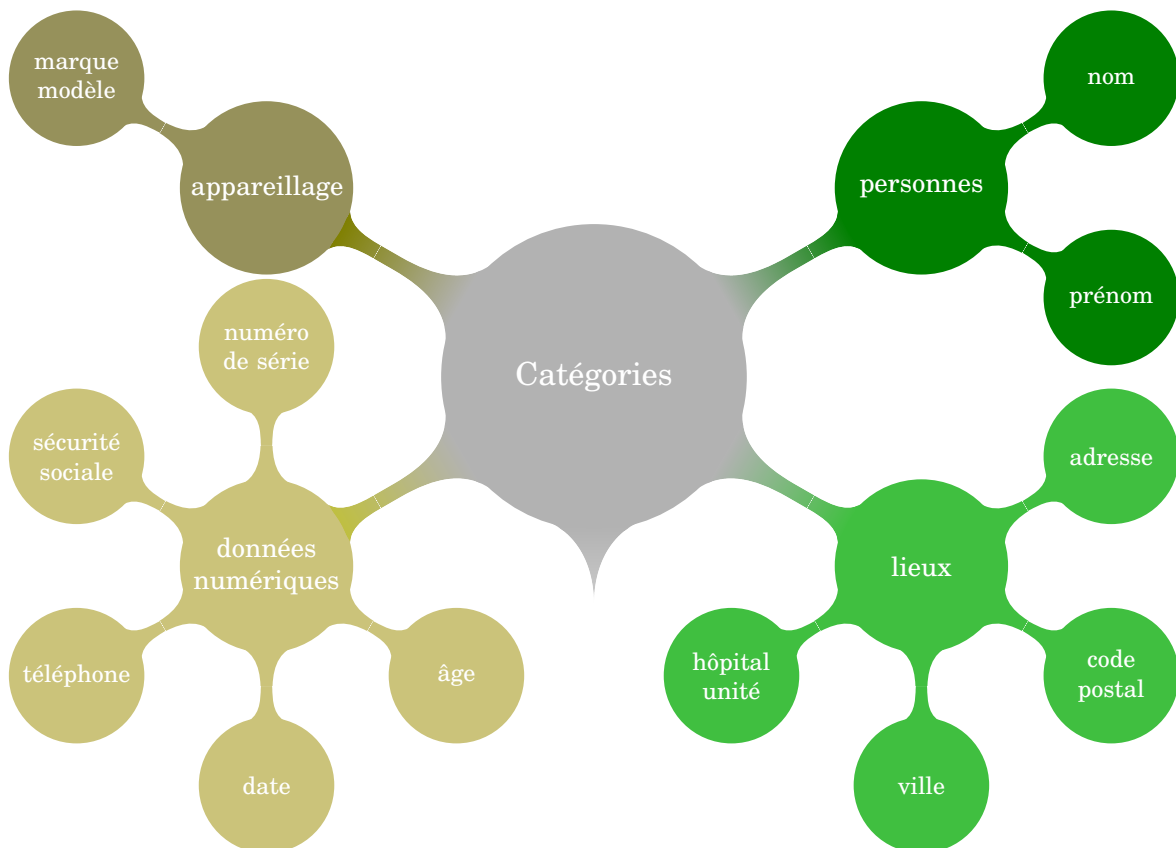 marque
modèle
appareillage
personnes
nom
prénom
Catégories
numéro
de série
sécurité
sociale
données
numériques
téléphone
date
âge
lieux
adresse
code
postal
ville
hôpital
unité